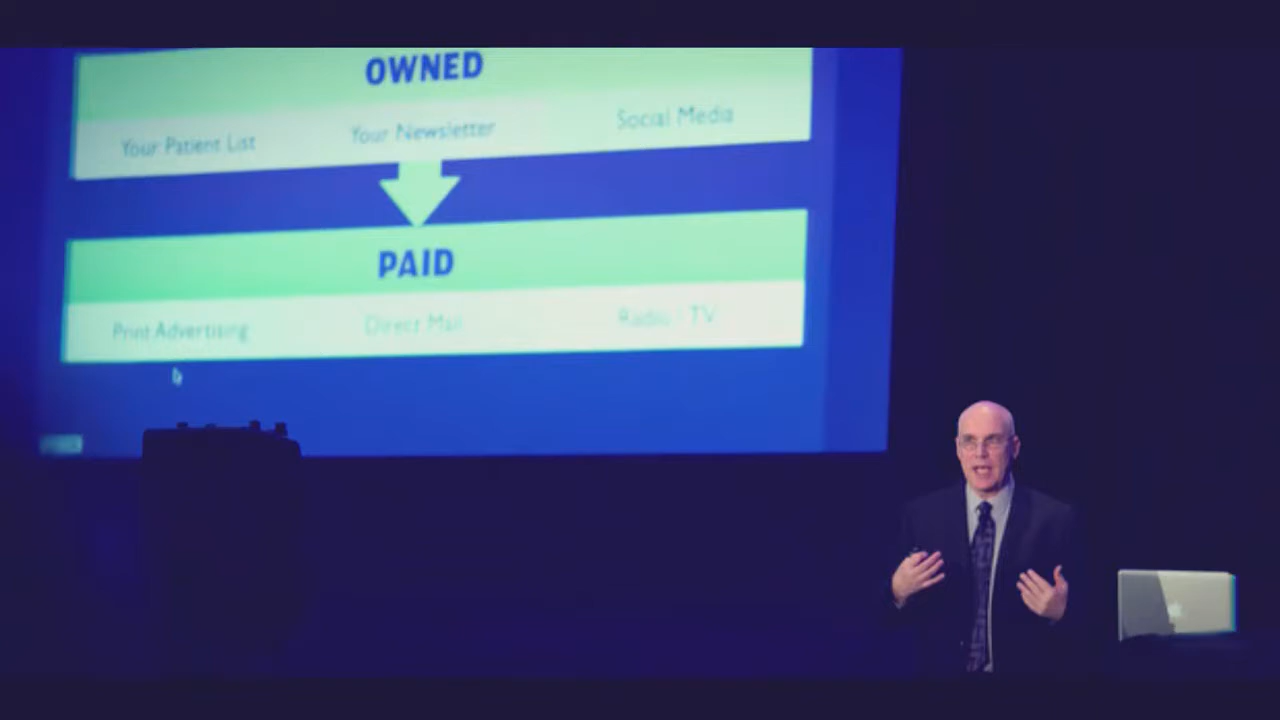 OWNED
Your Patient List Your Newsletter Social Media
PAID
Print Advertising Direct Mail Radio / TV